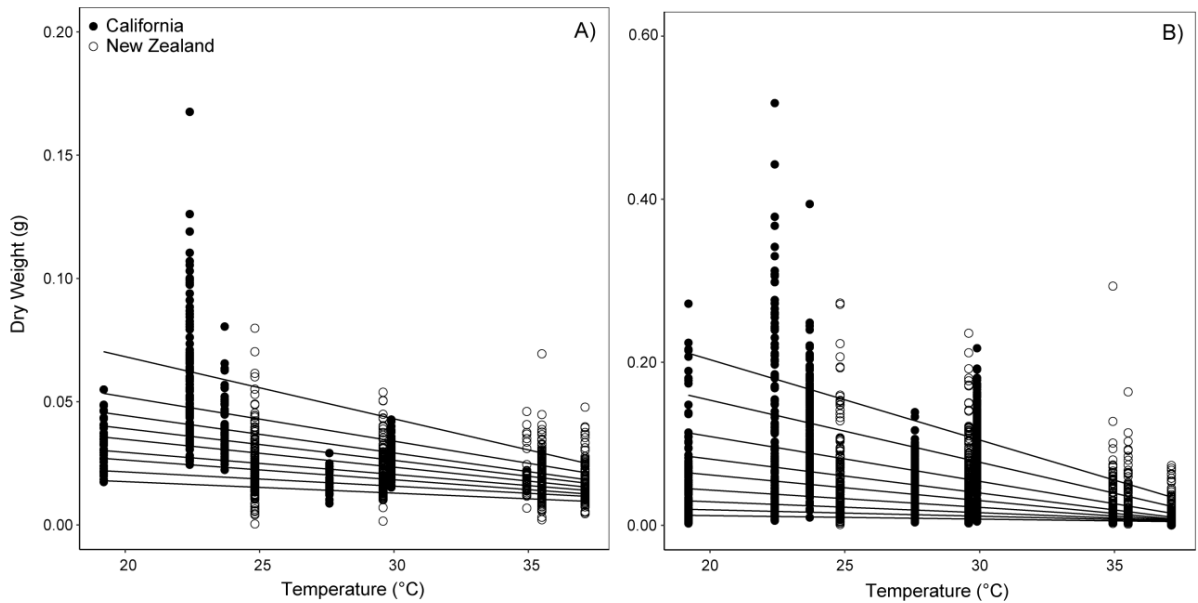 A)
California
New Zealand
0.20
0.15
0.10
0.05
0.00
Dry Weight (g)
20 25 30 35
Temperature (°C)
B)
0.60
0.40
0.20
0.00
20 25 30 35
Temperature (°C)